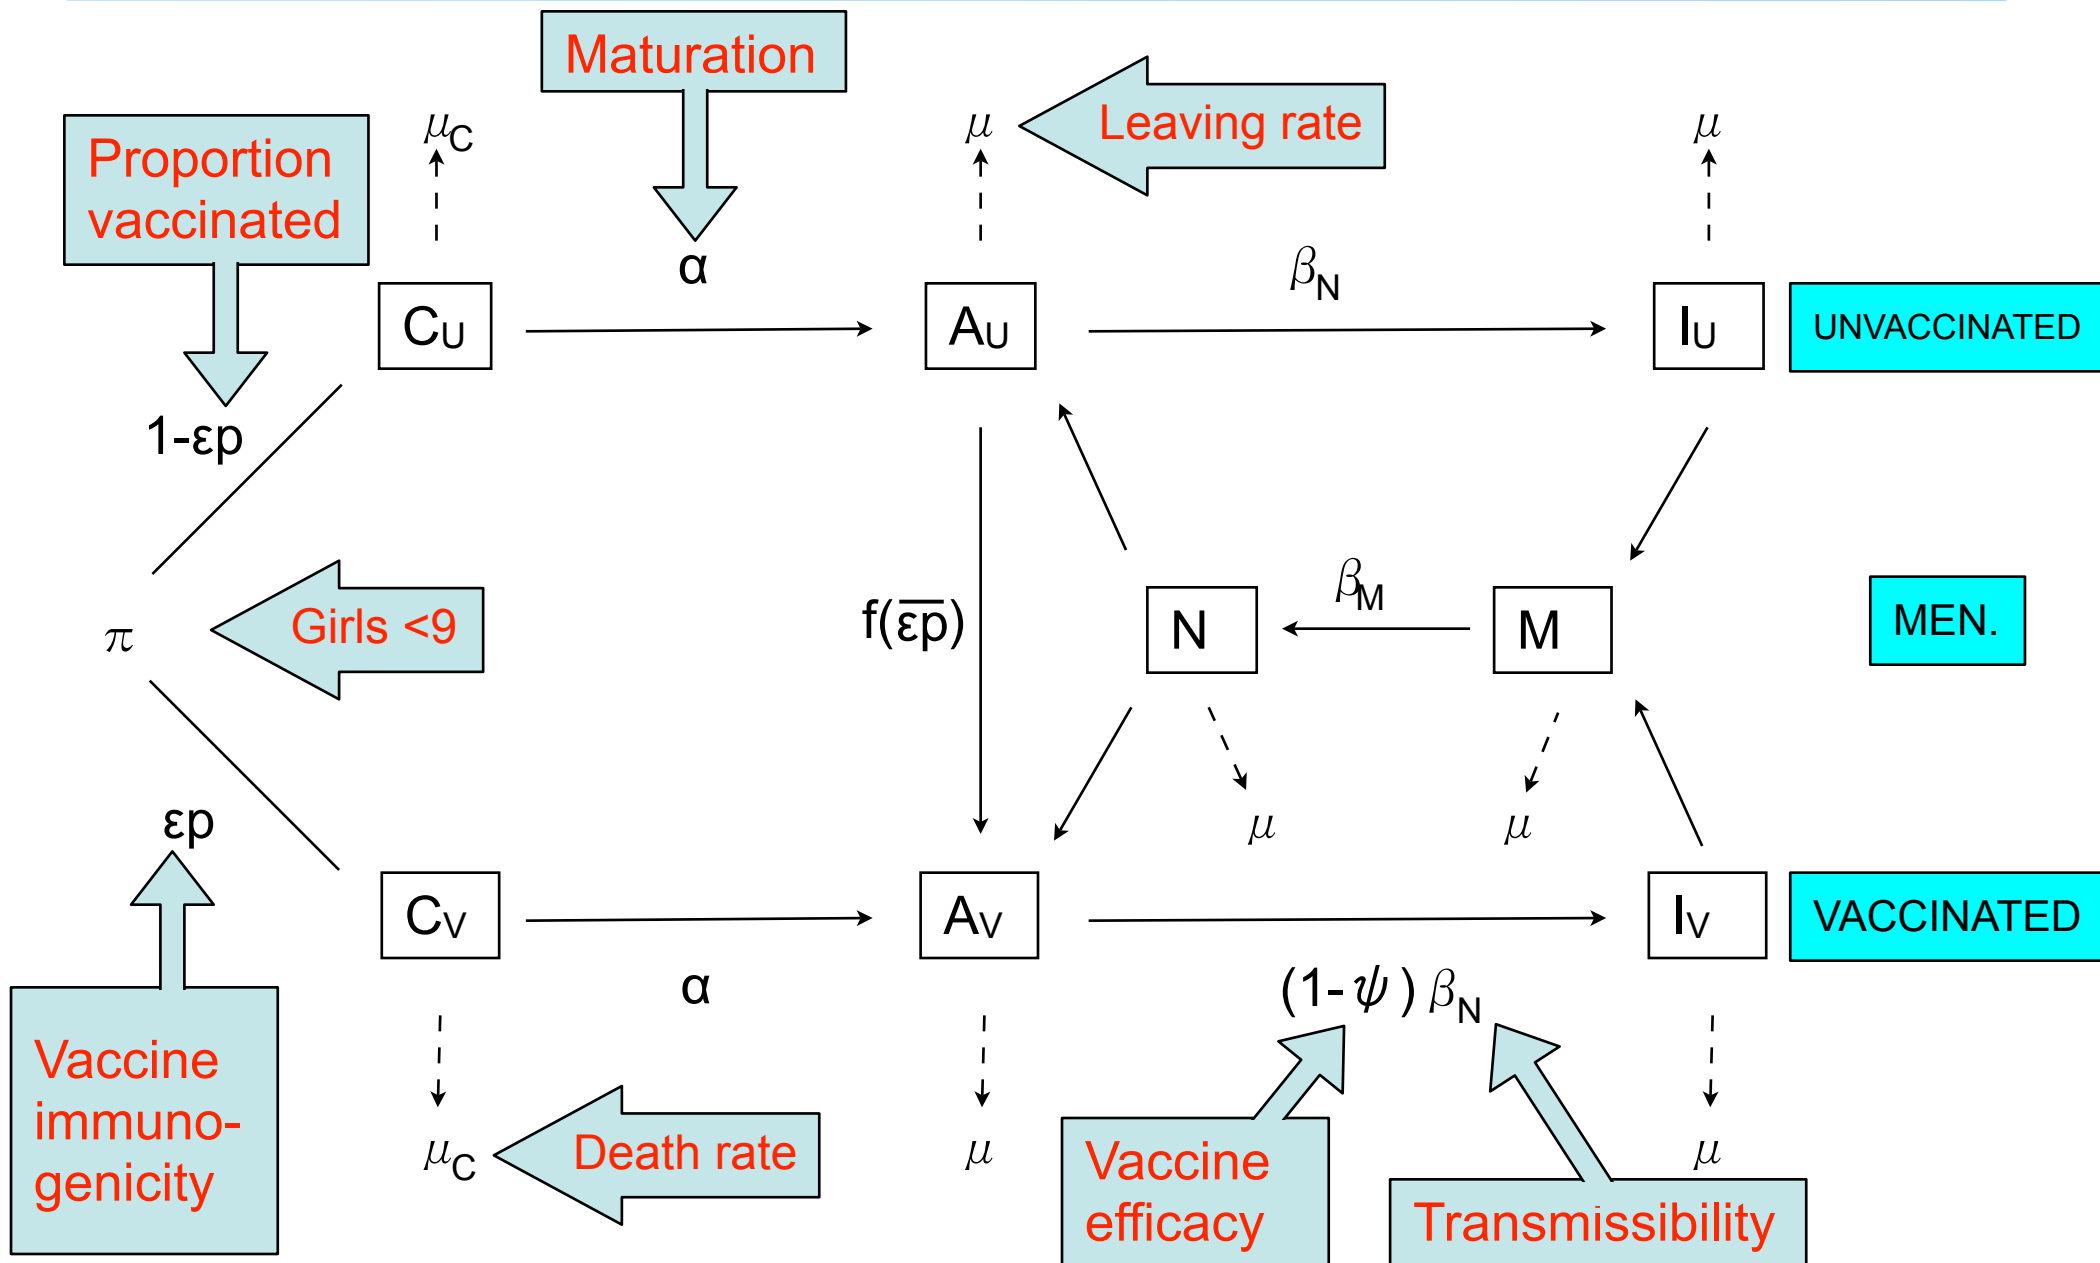 Maturation
μC
μ
Leaving rate
μ
Proportion
vaccinated
α
βN
CU
AU
IU
UNVACCINATED
1-εp
βM
π
Girls <9
f(ε̅p̅)
N
M
MEN.
εp
μ
μ
CV
AV
IV
VACCINATED
α
(1-ψ) βN
Vaccine
immuno-
genicity
μC
Death rate
μ
Vaccine
efficacy
μ
Transmissibility